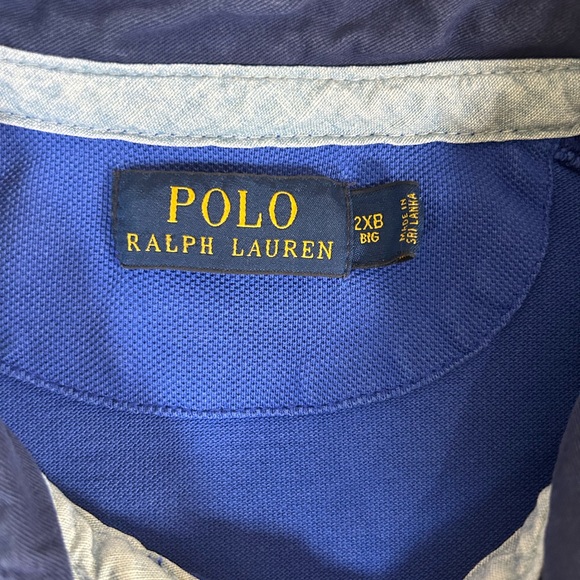 POLO
RALPH LAUREN
2XB
BIG
MADE IN
SRI LANKA